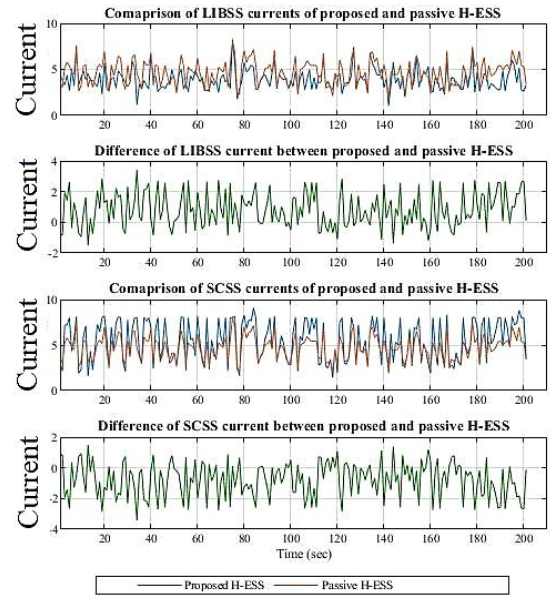 Comaprison of LIBSS currents of proposed and passive H-ESS
Current
10
5
0
20 40 60 80 100 120 140 160 180 200
Difference of LIBSS current between proposed and passive H-ESS
Current
4
2
0
-2
20 40 60 80 100 120 140 160 180 200
Comaprison of SCSS currents of proposed and passive H-ESS
Current
10
5
0
20 40 60 80 100 120 140 160 180 200
Difference of SCSS current between proposed and passive H-ESS
Current
2
0
-2
-4
20 40 60 80 100 120 140 160 180 200
Time (sec)
Proposed H-ESS Passive H-ESS